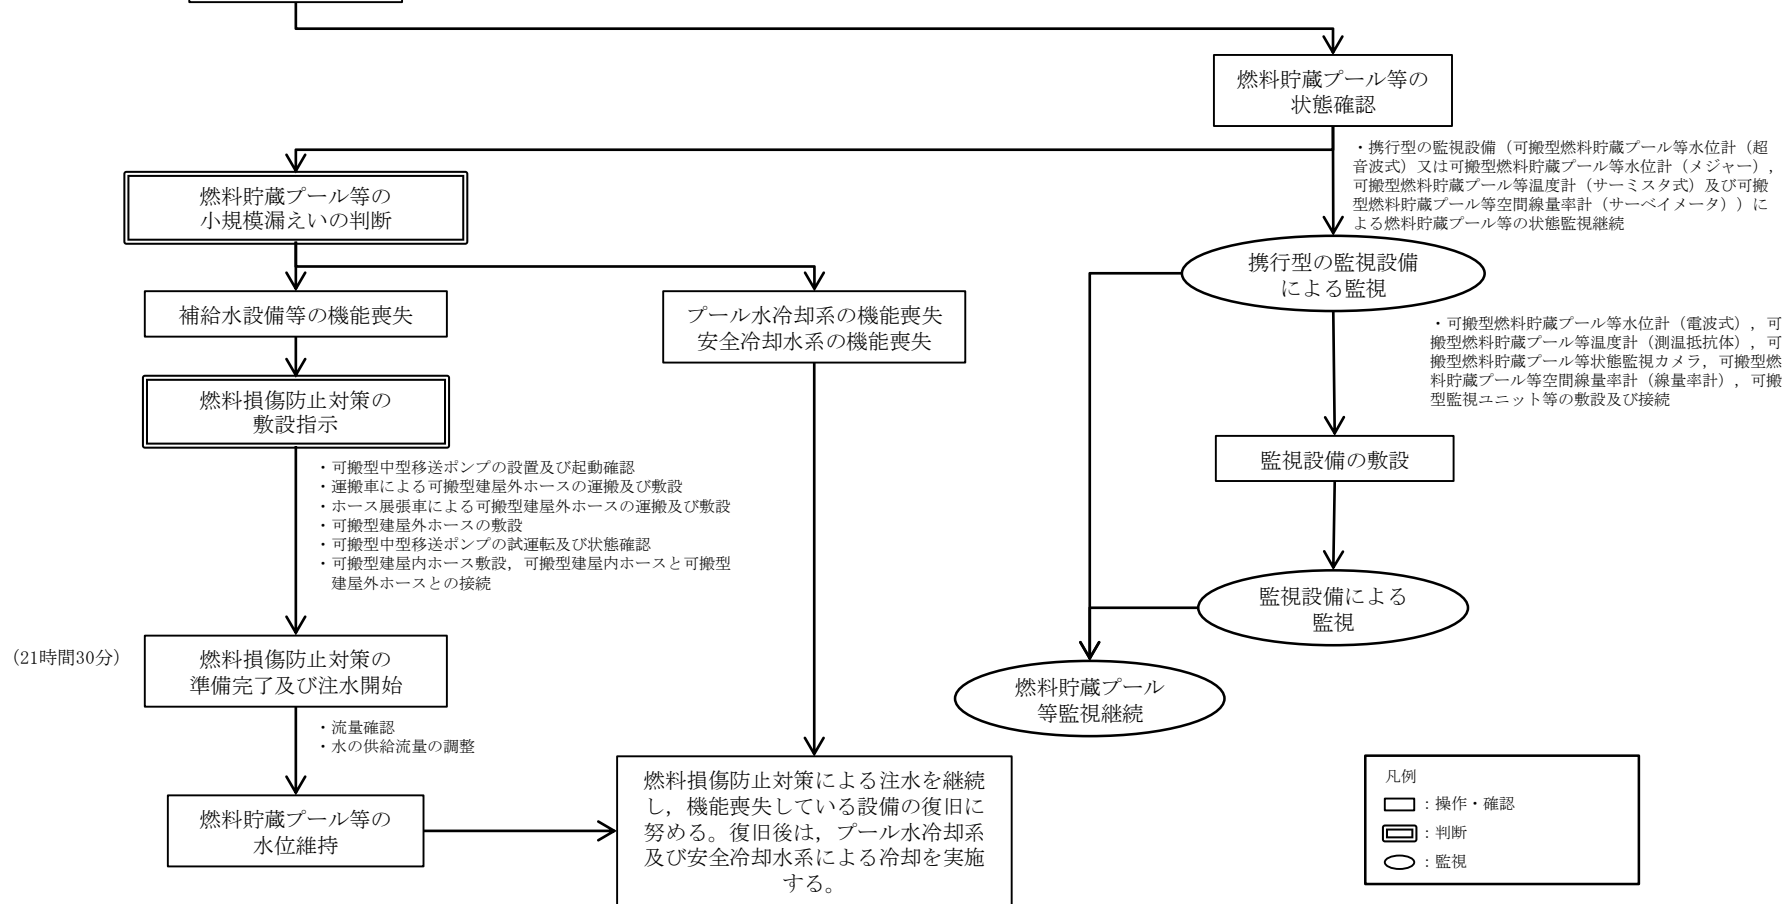 燃料貯蔵プール等の
状態確認
・携行型の監視設備（可搬型燃料貯蔵プール等水位計（超
音波式）又は可搬型燃料貯蔵プール等水位計（メジャー），
可搬型燃料貯蔵プール等温度計（サーミスタ式）及び可搬
型燃料貯蔵プール等空間線量率計（サーベイメータ））に
よる燃料貯蔵プール等の状態監視継続
燃料貯蔵プール等の
小規模漏えいの判断
携行型の監視設備
による監視
補給水設備等の機能喪失
プール水冷却系の機能喪失
安全冷却水系の機能喪失
・可搬型燃料貯蔵プール等水位計（電波式），可
搬型燃料貯蔵プール等温度計（測温抵抗体），可
搬型燃料貯蔵プール等状態監視カメラ，可搬型燃
料貯蔵プール等空間線量率計（線量率計），可搬
型監視ユニット等の敷設及び接続
燃料損傷防止対策の
敷設指示
監視設備の敷設
・可搬型中型移送ポンプの設置及び起動確認
・運搬車による可搬型建屋外ホースの運搬及び敷設
・ホース展張車による可搬型建屋外ホースの運搬及び敷設
・可搬型建屋外ホースの敷設
・可搬型中型移送ポンプの試運転及び状態確認
・可搬型建屋内ホース敷設，可搬型建屋内ホースと可搬型
建屋外ホースとの接続
監視設備による
監視
（21時間30分）
燃料損傷防止対策の
準備完了及び注水開始
燃料貯蔵プール
等監視継続
・流量確認
・水の供給流量の調整
燃料貯蔵プール等の
水位維持
燃料損傷防止対策による注水を継続
し，機能喪失している設備の復旧に
努める。復旧後は，プール水冷却系
及び安全冷却水系による冷却を実施
する。
凡例
：操作・確認
：判断
：監視